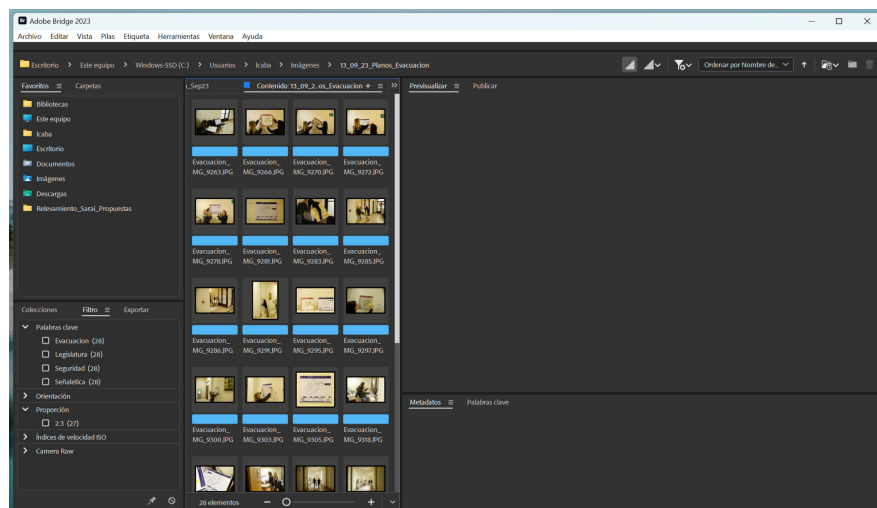 Br Adobe Bridge 2023
Archivo Editar Vista Pilas Etiqueta Herramientas Ventana Ayuda
Escritorio > Este equipo > Windows-SSD (C:) > Usuarios > lcaba > Imágenes > 13_09_23_Planos_Evacuacion
Ordenar por Nombre de..
Favoritos Carpetas
Bibliotecas
Este equipo
lcaba
Escritorio
Documentos
Imágenes
Descargas
Relevamiento_Sarai_Propuestas
_Sep23 Contenido: 13_09_2..os_Evacuacion
Evacuacion_ Evacuacion_ Evacuacion_ Evacuacion_
MG_9263.JPG MG_9266.JPG MG_9270.JPG MG_9272.JPG
Evacuacion_ Evacuacion_ Evacuacion_ Evacuacion_
MG_9278.JPG MG_9281.JPG MG_9283.JPG MG_9285.JPG
Evacuacion_ Evacuacion_ Evacuacion_ Evacuacion_
MG_9286.JPG MG_9291.JPG MG_9295.JPG MG_9297.JPG
Evacuacion_ Evacuacion_ Evacuacion_ Evacuacion_
MG_9300.JPG MG_9303.JPG MG_9305.JPG MG_9318.JPG
28 elementos
Colecciones Filtro Exportar
Palabras clave
Evacuacion (28)
Legislatura (28)
Seguridad (28)
Señaletica (28)
Orientación
Proporción
2:3 (27)
Índices de velocidad ISO
Camera Raw
Previsualizar Publicar
Metadatos Palabras clave